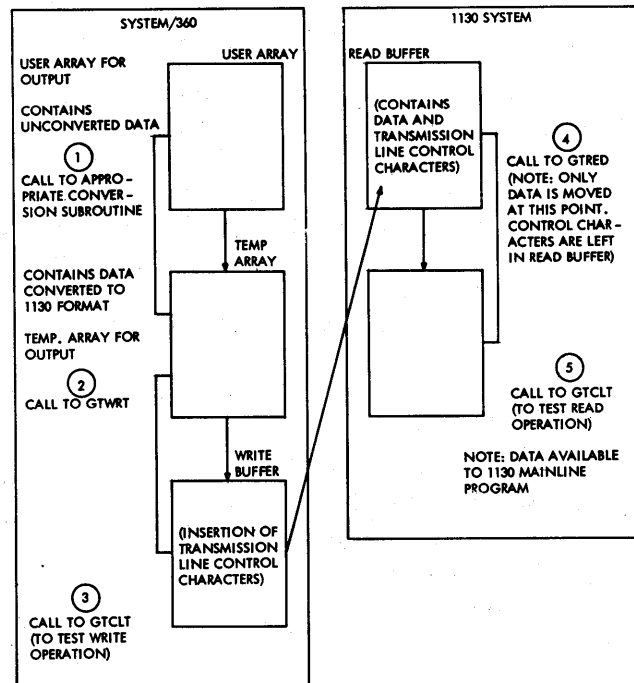 SYSTEM/360
USER ARRAY FOR
OUTPUT
USER ARRAY
CONTAINS
UNCONVERTED DATA
1
CALL TO APPRO-
PRIATE CONVER-
SION SUBROUTINE
TEMP
ARRAY
CONTAINS DATA
CONVERTED TO
1130 FORMAT
TEMP. ARRAY FOR
OUTPUT
2
CALL TO GTWRT
WRITE
BUFFER
(INSERTION OF
TRANSMISSION
LINE CONTROL
CHARACTERS)
3
CALL TO GTCLT
(TO TEST WRITE
OPERATION)
1130 SYSTEM
READ BUFFER
(CONTAINS
DATA AND
TRANSMISSION
LINE CONTROL
CHARACTERS)
4
CALL TO GTRED
(NOTE: ONLY
DATA IS MOVED
AT THIS POINT.
CONTROL CHAR-
ACTERS ARE LEFT
IN READ BUFFER)
5
CALL TO GTCLT
(TO TEST READ
OPERATION)
NOTE: DATA AVAILABLE
TO 1130 MAINLINE
PROGRAM